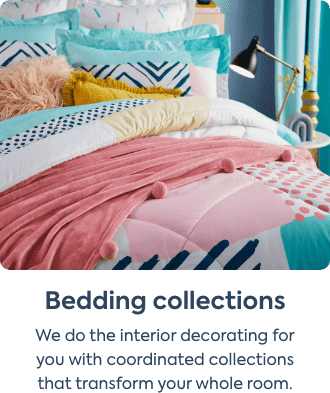 Bedding collections
We do the interior decorating for
you with coordinated collections
that transform your whole room.